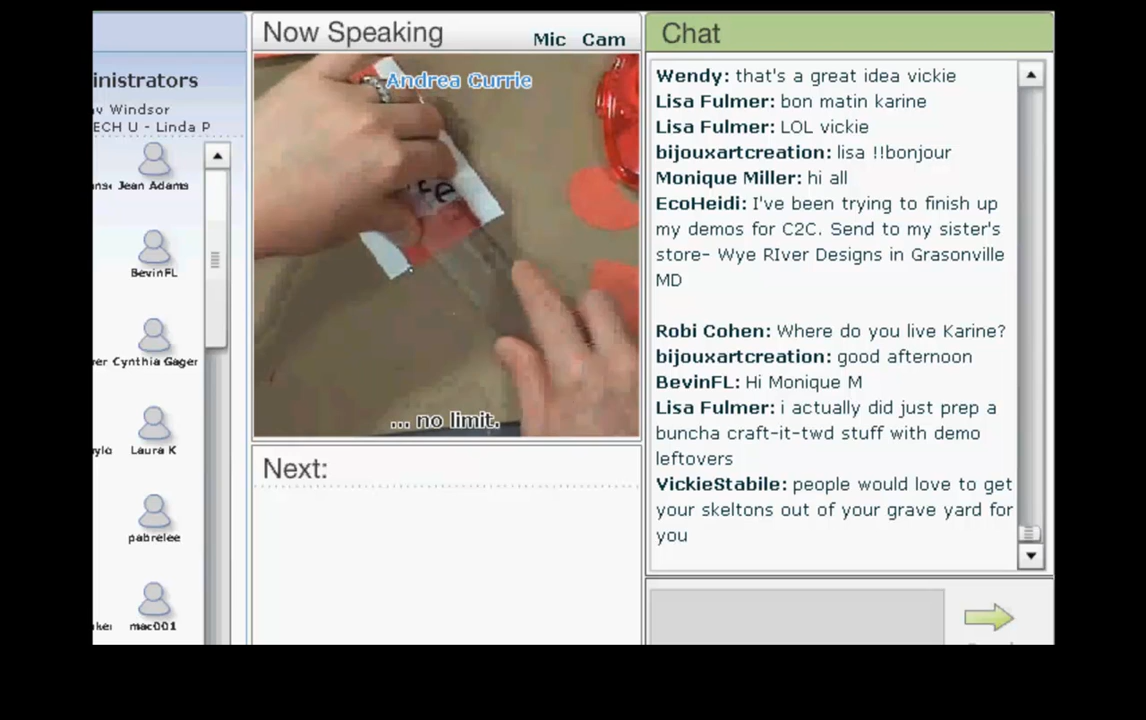 inistrators
Windsor
ECH U - Linda P
Jean Adams
BevinFL
Cynthia Gager
Laura K
pabrelee
mac001
Now Speaking
Mic Cam
Andrea Currie
... no limit.
Next:
Chat
Wendy: that's a great idea vickie
Lisa Fulmer: bon matin karine
Lisa Fulmer: LOL vickie
bijouxartcreation: lisa !!bonjour
Monique Miller: hi all
EcoHeidi: I've been trying to finish up
my demos for C2C. Send to my sister's
store- Wye RIver Designs in Grasonville
MD
Robi Cohen: Where do you live Karine?
bijouxartcreation: good afternoon
BevinFL: Hi Monique M
Lisa Fulmer: i actually did just prep a
buncha craft-it-twd stuff with demo
leftovers
VickieStabile: people would love to get
your skeltons out of your grave yard for
you